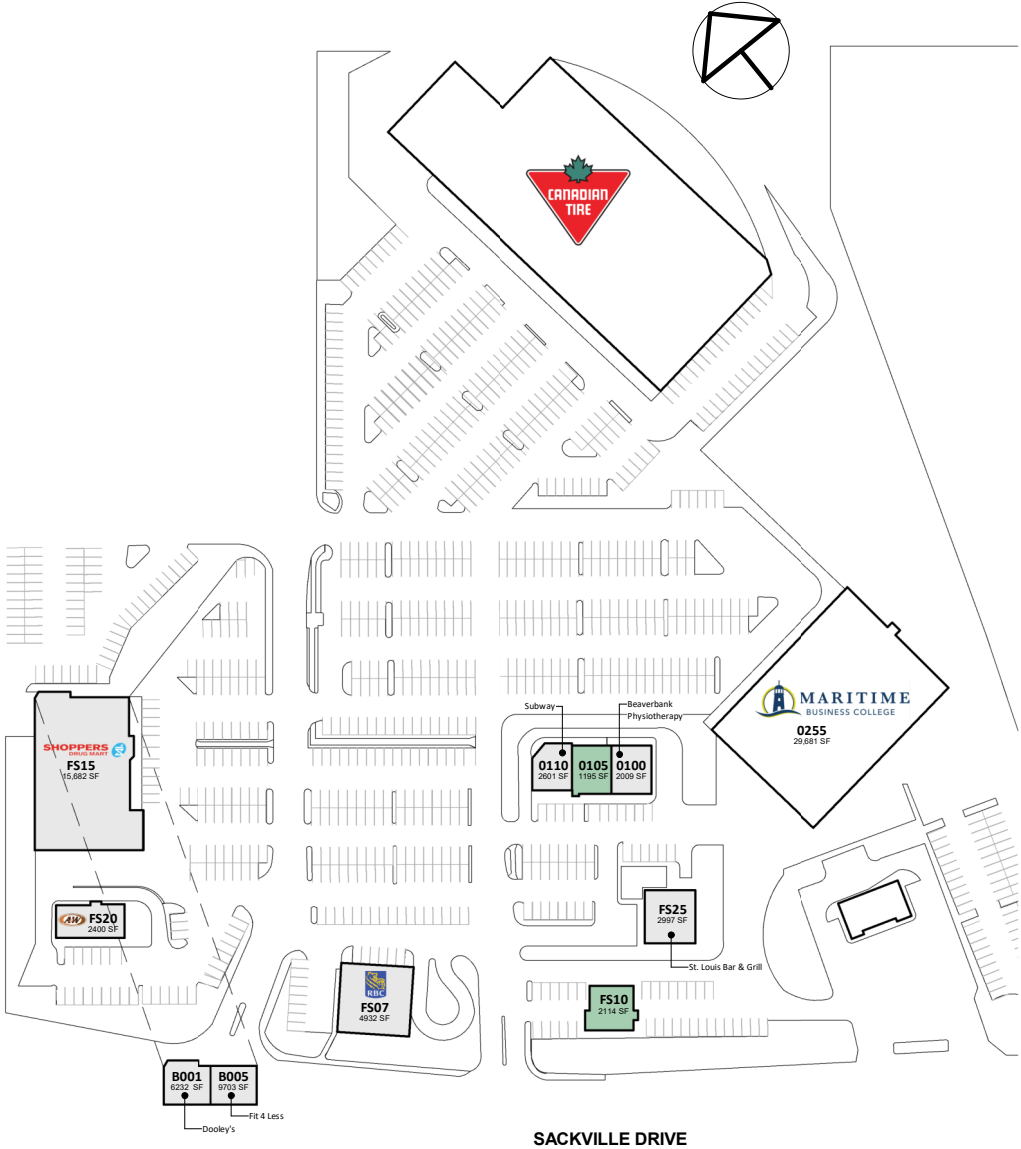 CANADIAN
TIRE
MARITIME
BUSINESS COLLEGE
0255
29,681 SF
Subway
Beaverbank
Physiotherapy
SHOPPERS
DRUG MART
FS15
15,682 SF
0110
2601 SF
0105
1195 SF
0100
2009 SF
A&W
FS20
2400 SF
FS25
2997 SF
St. Louis Bar & Grill
RBC
FS07
4932 SF
FS10
2114 SF
B001
6232 SF
B005
9703 SF
Fit 4 Less
Dooley's
SACKVILLE DRIVE